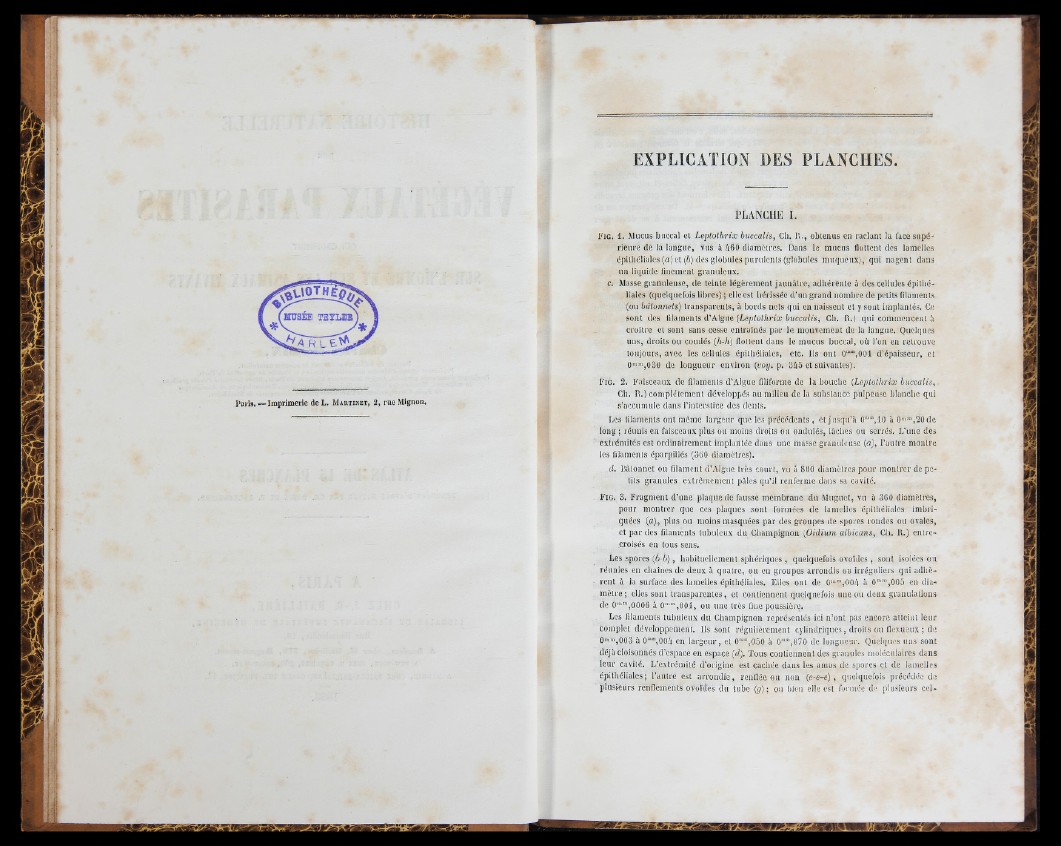 BIBLIOTHÈQUE
MUSÉE TEYLER
* HARLEM *
Paris. — Imprimerie de L. MARTINET, 2, rue Mignon.
EXPLICATION DES PLANCHES.
PLANCHE I.
FIG. 1. Mucus buccal et Leptothrix buccalis, Ch. R., obtenus en raclant la face supé-
rieure de la langue, vus à 460 diamètres. Dans le mucus flottent des lamelles
épithéliales (a) et (b) des globules purulents (globules muqueux), qui nagent dans
un liquide finement granuleux.
c. Masse granuleuse, de teinte légèrement jaunâtre, adhérente à des cellules épithé-
liales (quelquefois libres) ; elle est hérissée d'un grand nombre de petits filaments
(ou bâtonnets) transparents, à bords nets qui en naissent et y sont implantés. Ce
sont des filaments d'Algue (Leptothrix buccalis, Ch. R.) qui commencent à
croître et sont sans cesse entraînés par le mouvement de la langue. Quelques
uns, droits ou coudés (h-h) flottent dans le mucus buccal, où l'on en retrouve
toujours, avec les cellules épithéliales, etc. Ils ont 0mm,001 d'épaisseur, et
0mm,030 de longueur environ (voy. p. 345 et suivantes).
FIG. 2. Faisceaux de filaments d'Algue filiforme de la bouche (Leptothrix buccalis,
Ch. R.) complétement développés au milieu de la substance pulpeuse blanche qui
s'accumule dans l'interstice des dents.
Les filaments ont même largeur que les précédents, et jusqu'à 0mm,10 à 0mm,20 de
long ; réunis en faisceaux plus ou moins droits ou ondulés, lâches ou serrés. L'une des
extrémités est ordinairement implantée dans une masse granuleuse (a), l'autre montre
les filaments éparpillés (360 diamètres).
d. Bâtonnet ou filament d'Algue très court, vu à 800 diamètres pour montrer de pe-
tits granules extrêmement pâles qu'il renferme dans sa cavité.
FIG. 3. Fragment d'une plaque de fausse membrane du Muguet, vu à 360 diamètres,
pour montrer que ces plaques sont formées de lamelles épithéliales imbri-
quées (a), plus ou moins masquées par des groupes de spores rondes ou ovales,
et par des filaments tubuleux du Champignon (Oidium albicans, Ch. R.) entre-
croisés en tous sens.
Les spores (b-b), habituellement sphériques, quelquefois ovoïdes, sont isolées ou
réunies en chaînes de deux à quatre, ou en groupes arrondis ou irréguliers qui adhè-
rent à la surface des lamelles épithéliales. Elles ont de 0mm,004 à 0mm,005 en dia-
mètre ; elles sont transparentes, et contiennent quelquefois une ou deux granulations
de 0mm,0006 à 0mm,001, ou une très fine poussière.
Les filaments tubuleux du Champignon représentés ici n'ont pas encore atteint leur
complet développement. Ils sont régulièrement cylindriques, droits ou flexueux ; de
0mm,003 à 0mm,004 en largeur, et 0mm,050 à 0mm,070 de longueur. Quelques uns sont
déjà cloisonnés d'espace en espace (d). Tous contiennent des granules moléculaires dans
leur cavité. L'extrémité d'origine est cachée dans les amas de spores et de lamelles
épithéliales ; l'autre est arrondie, renflée ou non (e-e-e), quelquefois précédée de
plusieurs renflements ovoïdes du tube (g) ; ou bien elle est formée de plusieurs cel-